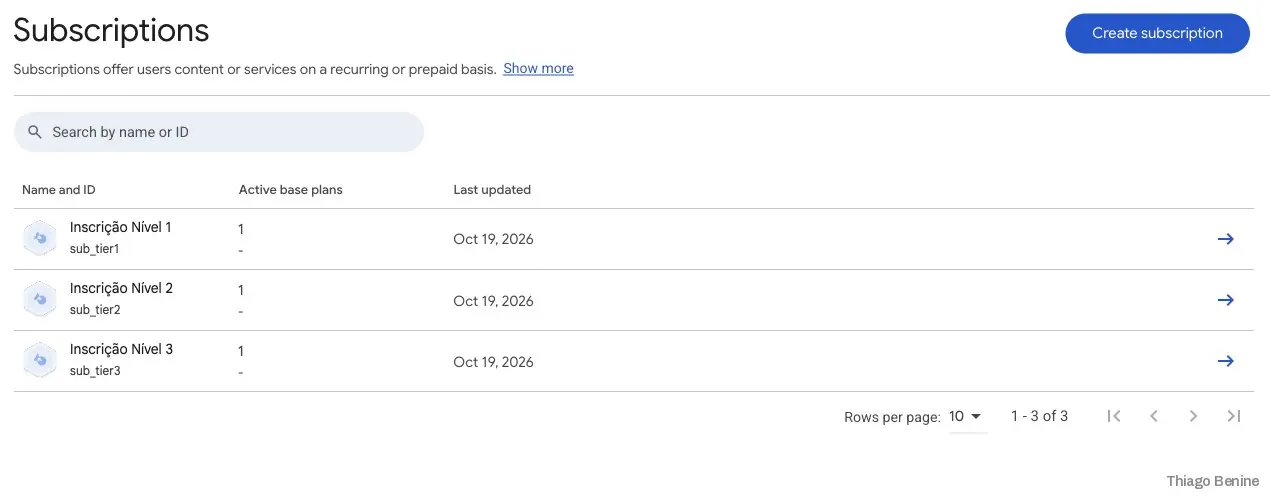 Subscriptions
Create subscription
Subscriptions offer users content or services on a recurring or prepaid basis. Show more
Search by name or ID
Name and ID Active base plans Last updated
Inscrição Nível 1 1
sub_tier1 - Oct 19, 2026
Inscrição Nível 2 1
sub_tier2 - Oct 19, 2026
Inscrição Nível 3 1
sub_tier3 - Oct 19, 2026
Rows per page: 10 1 - 3 of 3
Thiago Benine